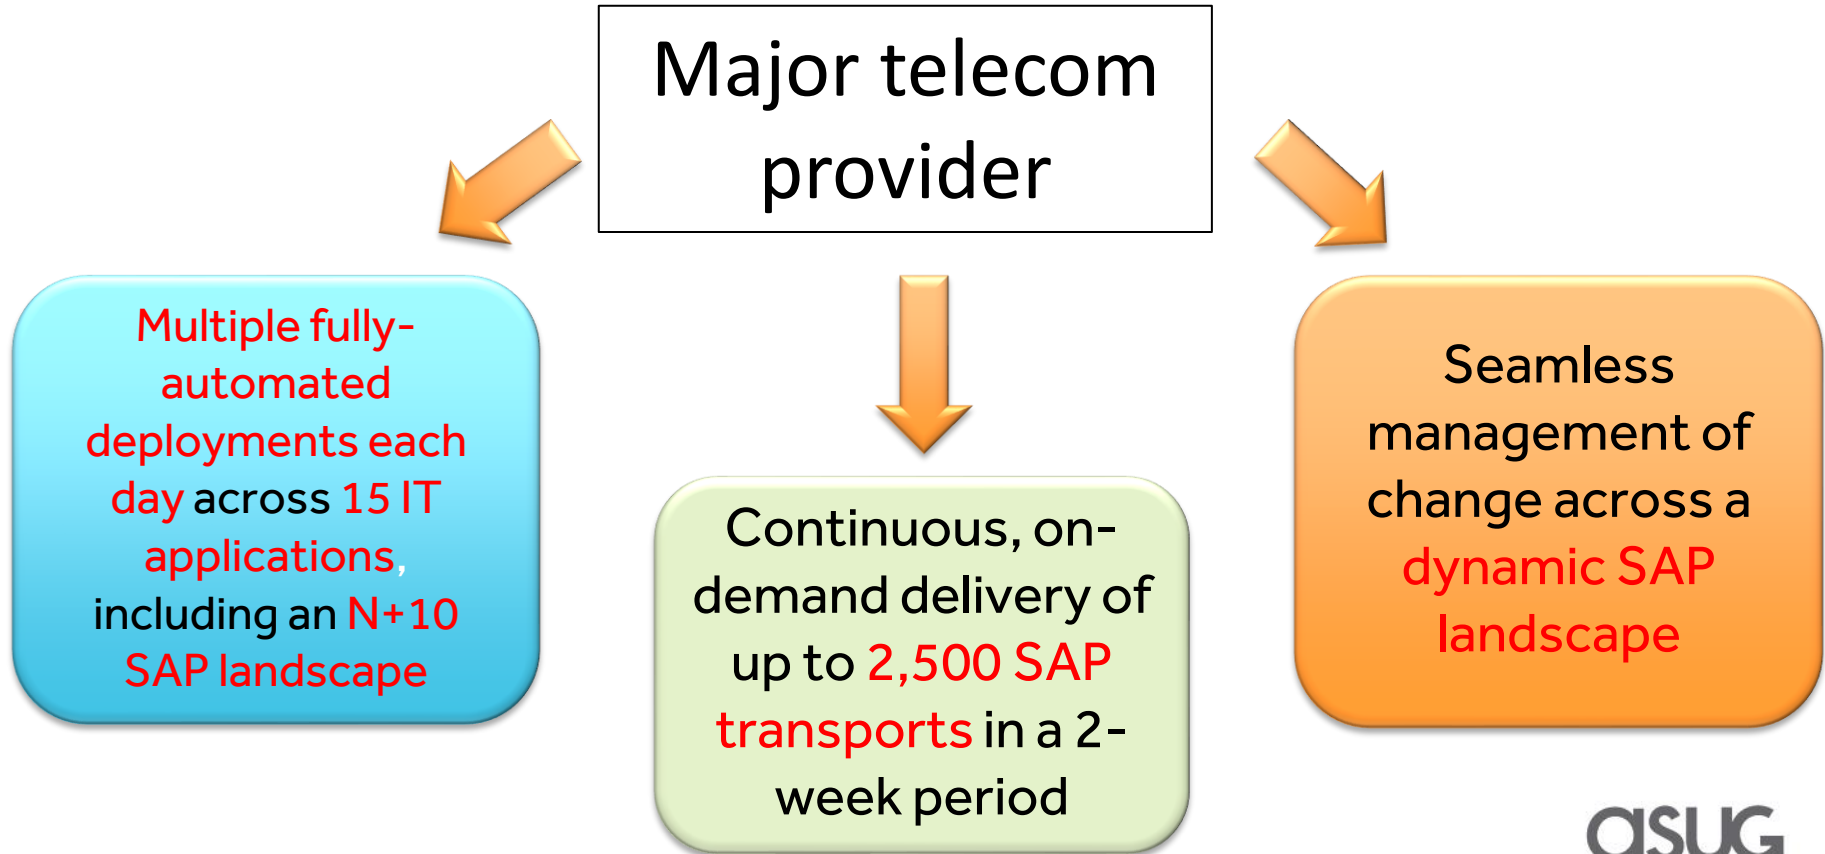 Major telecom
provider
Multiple fully-
automated
deployments each
day across 15 IT
applications,
including an N+10
SAP landscape
Continuous, on-
demand delivery of
up to 2,500 SAP
transports in a 2-
week period
Seamless
management of
change across a
dynamic SAP
landscape
asug